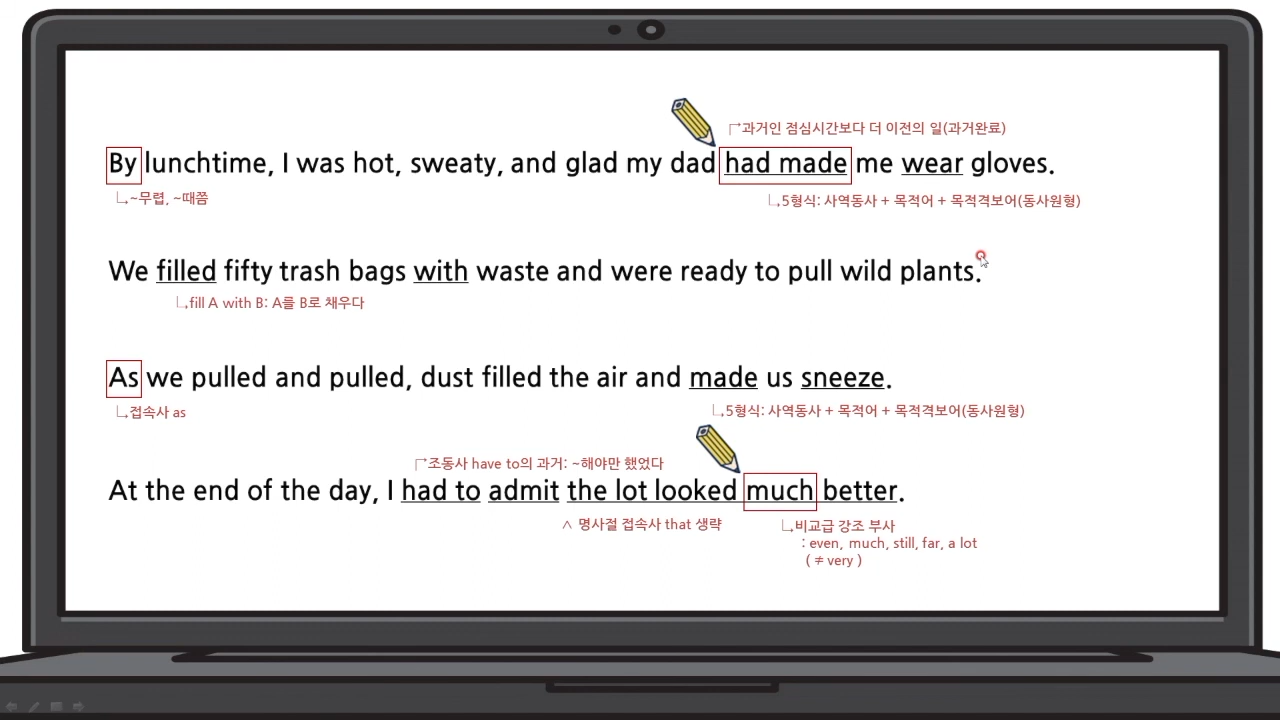 ┌과거인 점심시간보다 더 이전의 일(과거완료)
By lunchtime, I was hot, sweaty, and glad my dad had made me wear gloves.
~무렵, ~때쯤
5형식: 사역동사 + 목적어 + 목적격보어(동사원형)
We filled fifty trash bags with waste and were ready to pull wild plants.
fill A with B: A를 B로 채우다
As we pulled and pulled, dust filled the air and made us sneeze.
접속사 as
5형식: 사역동사 + 목적어 + 목적격보어(동사원형)
조동사 have to의 과거: ~해야만 했었다
At the end of the day, I had to admit the lot looked much better.
∧ 명사절 접속사 that 생략
비교급 강조 부사
: even, much, still, far, a lot
( ≠ very )